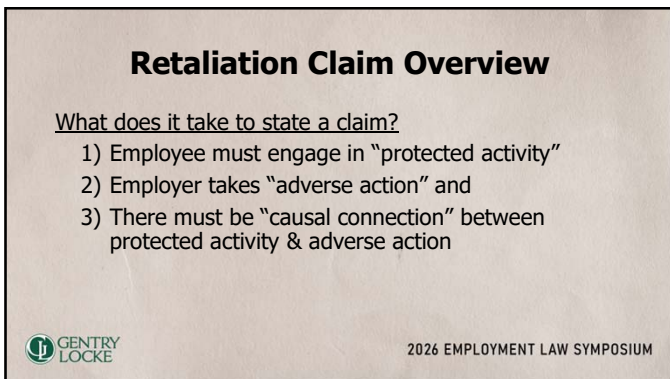 Retaliation Claim Overview
What does it take to state a claim?
1) Employee must engage in “protected activity”
2) Employer takes “adverse action” and
3) There must be “causal connection” between
protected activity & adverse action
GENTRY
LOCKE
2026 EMPLOYMENT LAW SYMPOSIUM